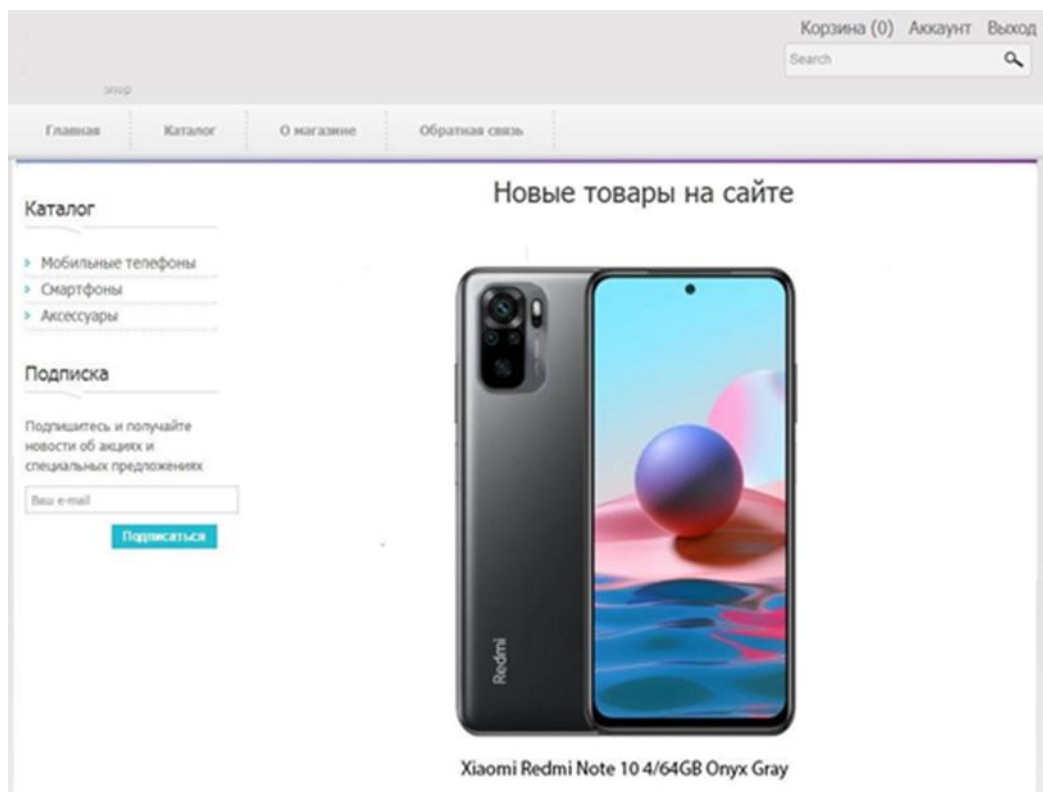 Корзина (0) Аккаунт Выход
Search
shop
Главная Каталог О магазине Обратная связь
Каталог
Мобильные телефоны
Смартфоны
Аксессуары
Подписка
Подпишитесь и получайте
новости об акциях и
специальных предложениях
Ваш e-mail
Подписаться
Новые товары на сайте
Redmi
Xiaomi Redmi Note 10 4/64GB Onyx Gray